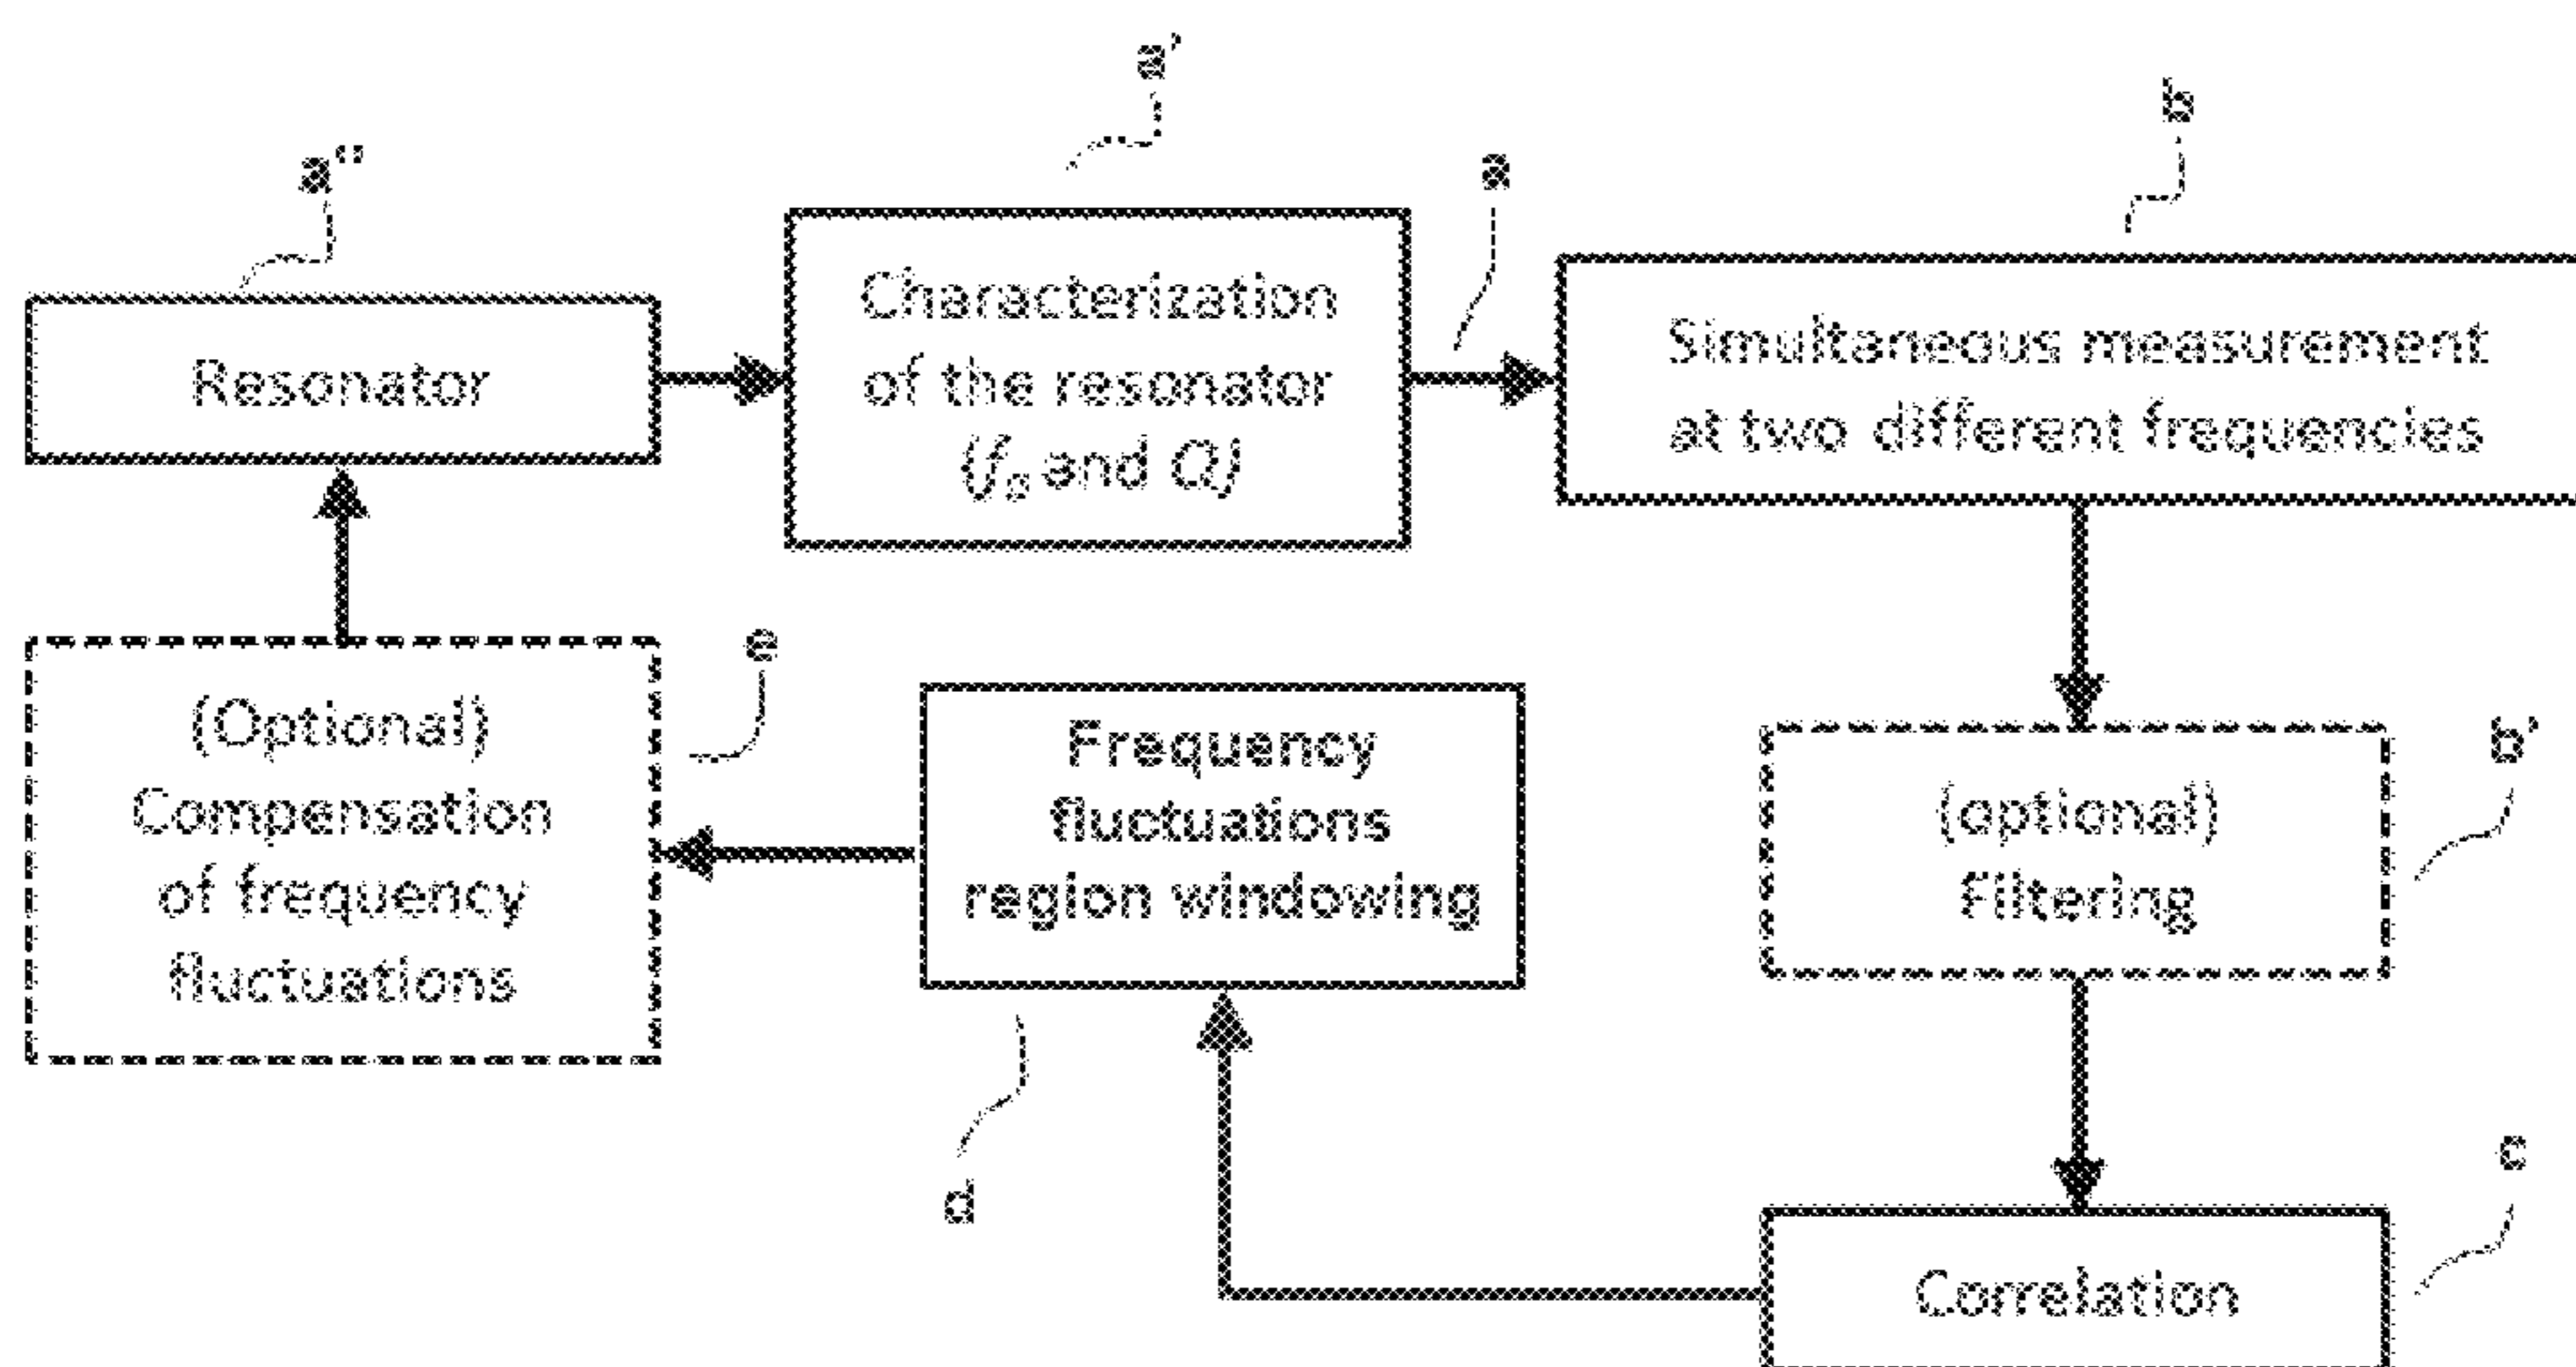 a'
b
a"
a
Resonator
Characterization
of the resonator
(f₀ and Q)
Simultaneous measurement
at two different frequencies
(Optional)
Compensation
of frequency
fluctuations
e
Frequency
fluctuations
region windowing
d
(optional)
Filtering
b'
Correlation
c